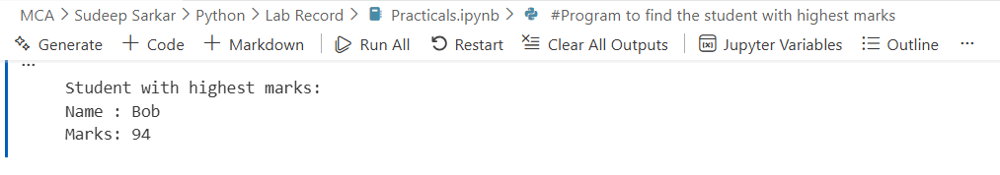 MCA > Sudeep Sarkar > Python > Lab Record > Practicals.ipynb > #Program to find the student with highest marks
Generate + Code + Markdown | Run All Restart Clear All Outputs | Jupyter Variables Outline ...
...
Student with highest marks:
Name : Bob
Marks: 94